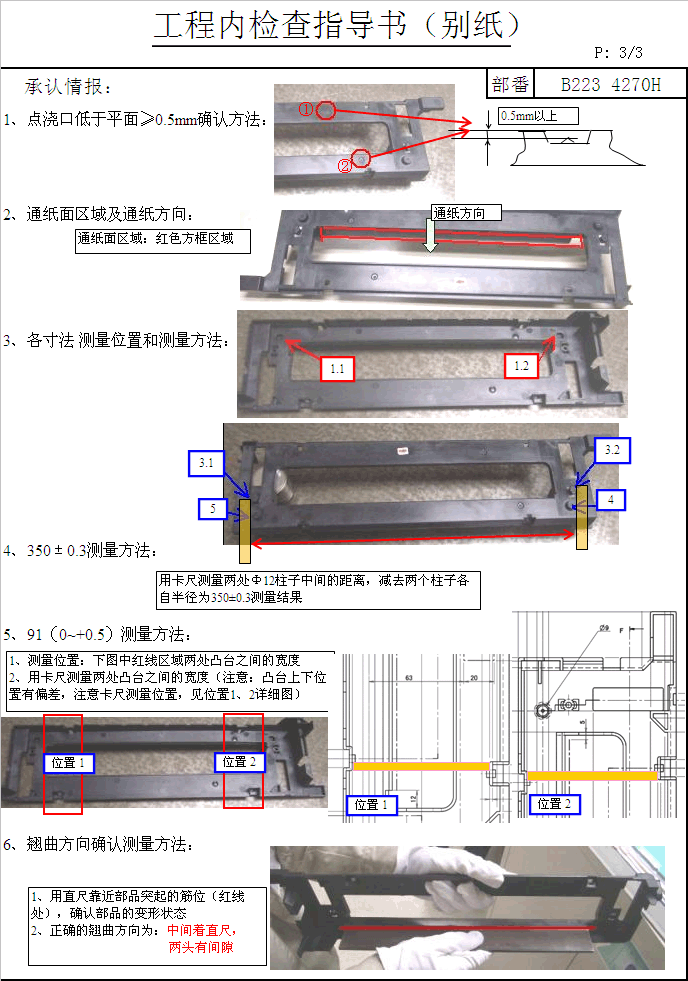 工程内检查指导书（别纸）
P: 3/3
承认情报：
部番
B223 4270H
1、点浇口低于平面≥0.5mm确认方法：
①
②
0.5mm以上
2、通纸面区域及通纸方向：
通纸面区域：红色方框区域
通纸方向
3、各寸法 测量位置和测量方法：
1.1
1.2
3.1
3.2
5
4
4、350±0.3测量方法：
用卡尺测量两处Φ12柱子中间的距离，减去两个柱子各
自半径为350±0.3测量结果
5、91（0~+0.5）测量方法：
1、测量位置：下图中红线区域两处凸台之间的宽度
2、用卡尺测量两处凸台之间的宽度（注意：凸台上下位
置有偏差，注意卡尺测量位置，见位置1、2详细图）
位置 1
位置 2
63
20
12
位置 1
Ø9
F
5
位置 2
6、翘曲方向确认测量方法：
1、用直尺靠近部品突起的筋位（红线
处），确认部品的变形状态
2、正确的翘曲方向为：中间着直尺，
两头有间隙